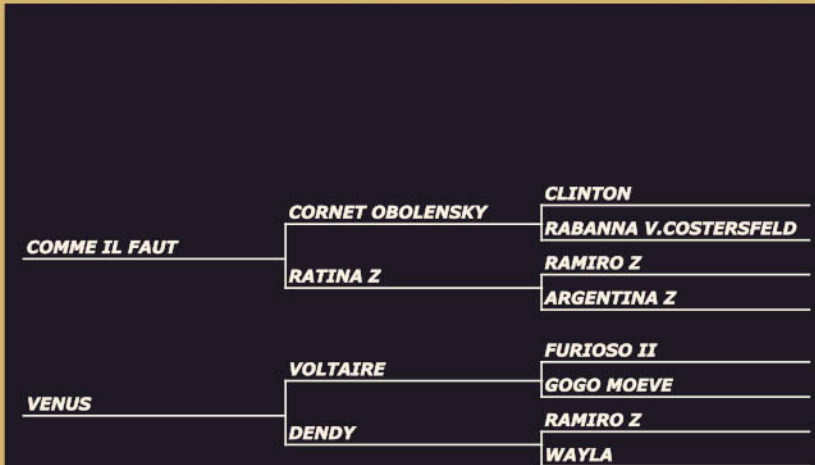 CLINTON
CORNET OBOLENSKY
RABANNA V.COSTERSFELD
COMME IL FAUT
RAMIRO Z
RATINA Z
ARGENTINA Z
FURIOSO II
VOLTAIRE
GOGO MOEVE
VENUS
RAMIRO Z
DENDY
WAYLA